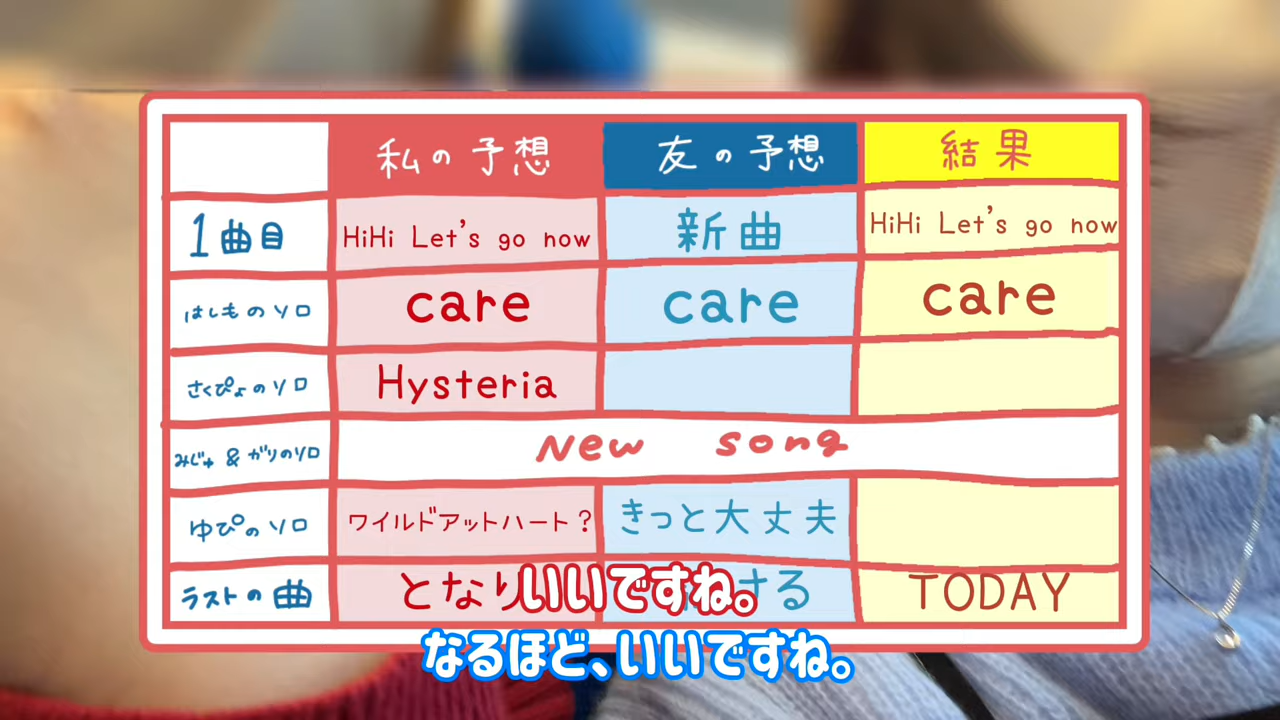 私の予想 友の予想 結果
1曲目 HiHi Let's go now 新曲 HiHi Let's go now
はしものソロ care care care
さくぴょのソロ Hysteria
みじゅ&ガリのソロ New song
ゆぴのソロ ワイルドアットハート? きっと大丈夫
ラストの曲 となり する TODAY
いいですね。
なるほど、いいですね。